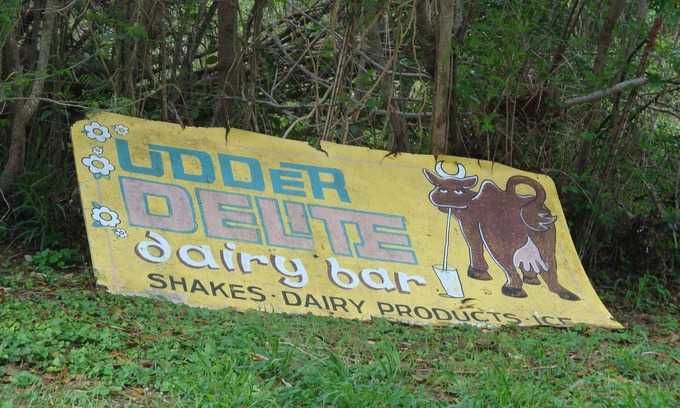 UDDER
DELITE
dairy bar
SHAKES · DAIRY PRODUCTS · ICE